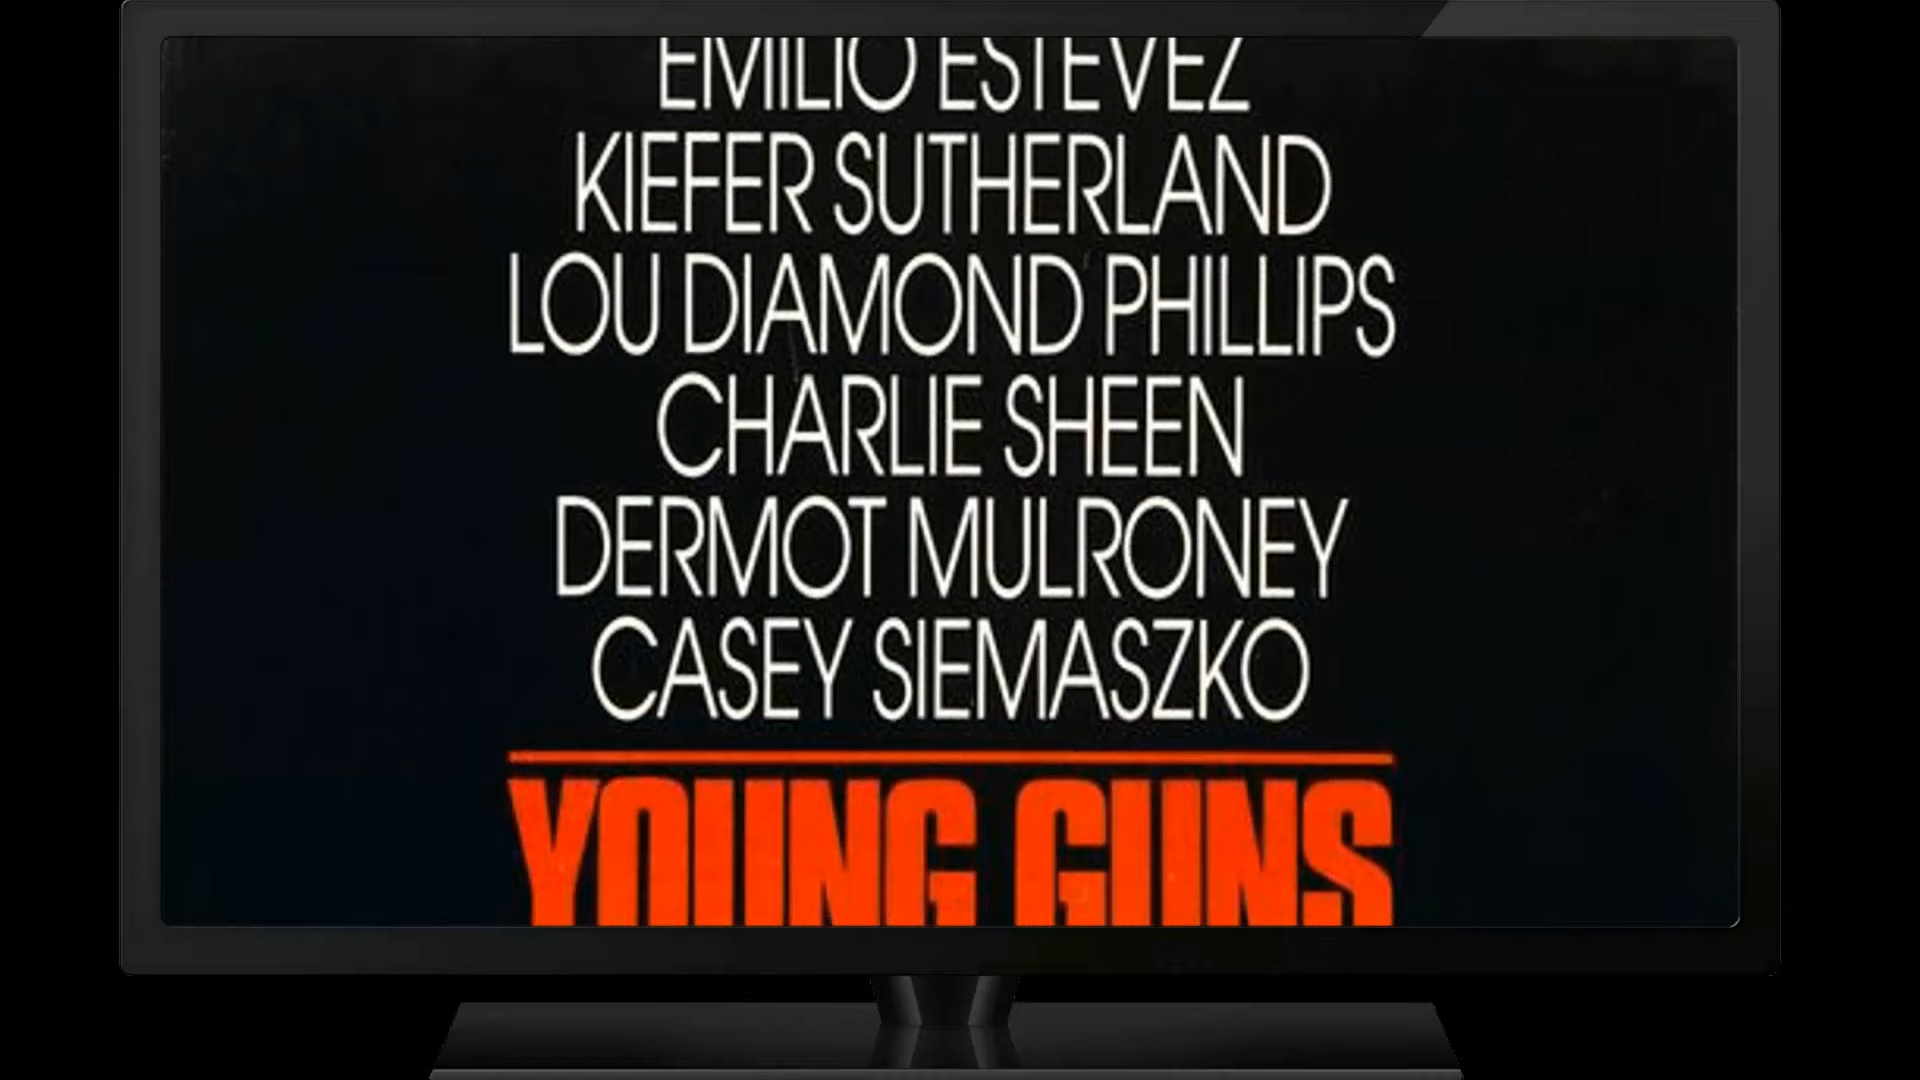 EMILIO ESTEVEZ
KIEFER SUTHERLAND
LOU DIAMOND PHILLIPS
CHARLIE SHEEN
DERMOT MULRONEY
CASEY SIEMASZKO
YOUNG GUNS